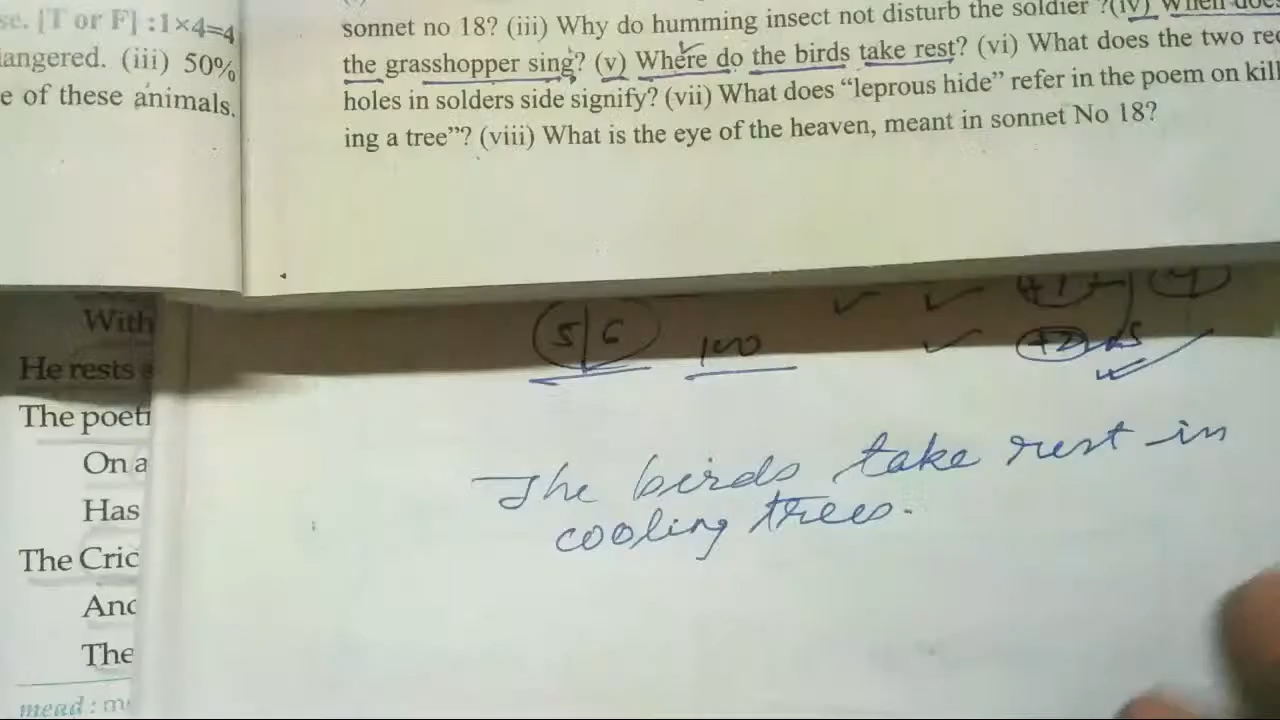 se. [T or F] :1×4=4
angered. (iii) 50%
e of these animals.
sonnet no 18? (iii) Why do humming insect not disturb the soldier ?(iv) When does
the grasshopper sing? (v) Where do the birds take rest? (vi) What does the two red
holes in solders side signify? (vii) What does “leprous hide” refer in the poem on kill
ing a tree”? (viii) What is the eye of the heaven, meant in sonnet No 18?
5|6 100
With
He rests
The poet
On a
Has
The Cric
And
The
mead : m
The birds take rest in
cooling trees.